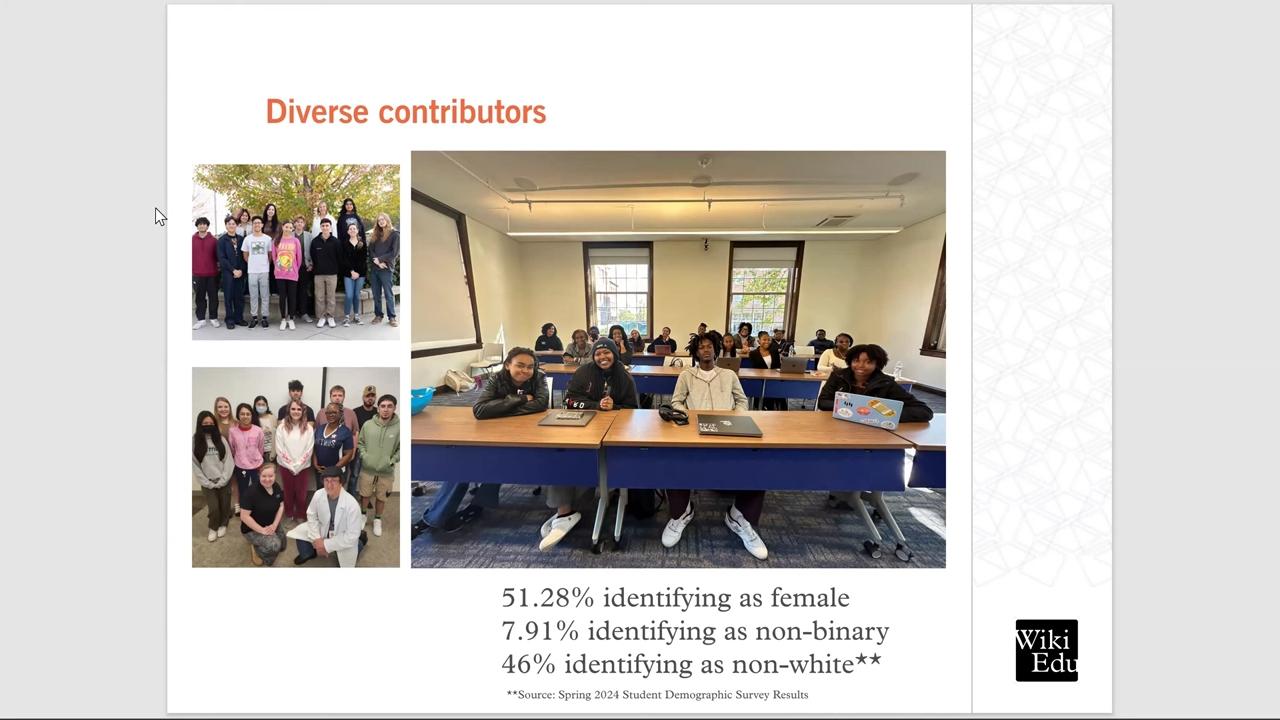 Diverse contributors
51.28% identifying as female
7.91% identifying as non-binary
46% identifying as non-white**
**Source: Spring 2024 Student Demographic Survey Results
Wiki
Edu